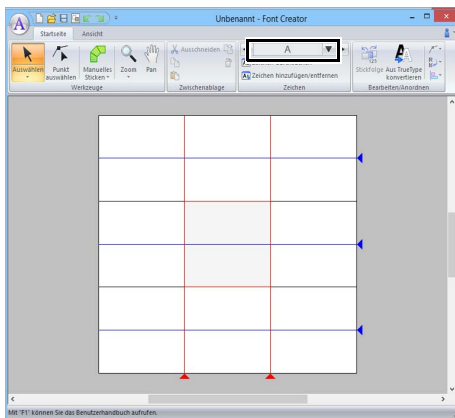 Unbenannt - Font Creator
Startseite Ansicht
Auswählen
Punkt auswählen
Manuelles Sticken
Zoom
Pan
Werkzeuge
Ausschneiden
Zwischenablage
A
Zeichen hinzufügen/entfernen
Zeichen
Stickfolge
Aus TrueType konvertieren
Bearbeiten/Anordnen
Mit 'F1' können Sie das Benutzerhandbuch aufrufen.